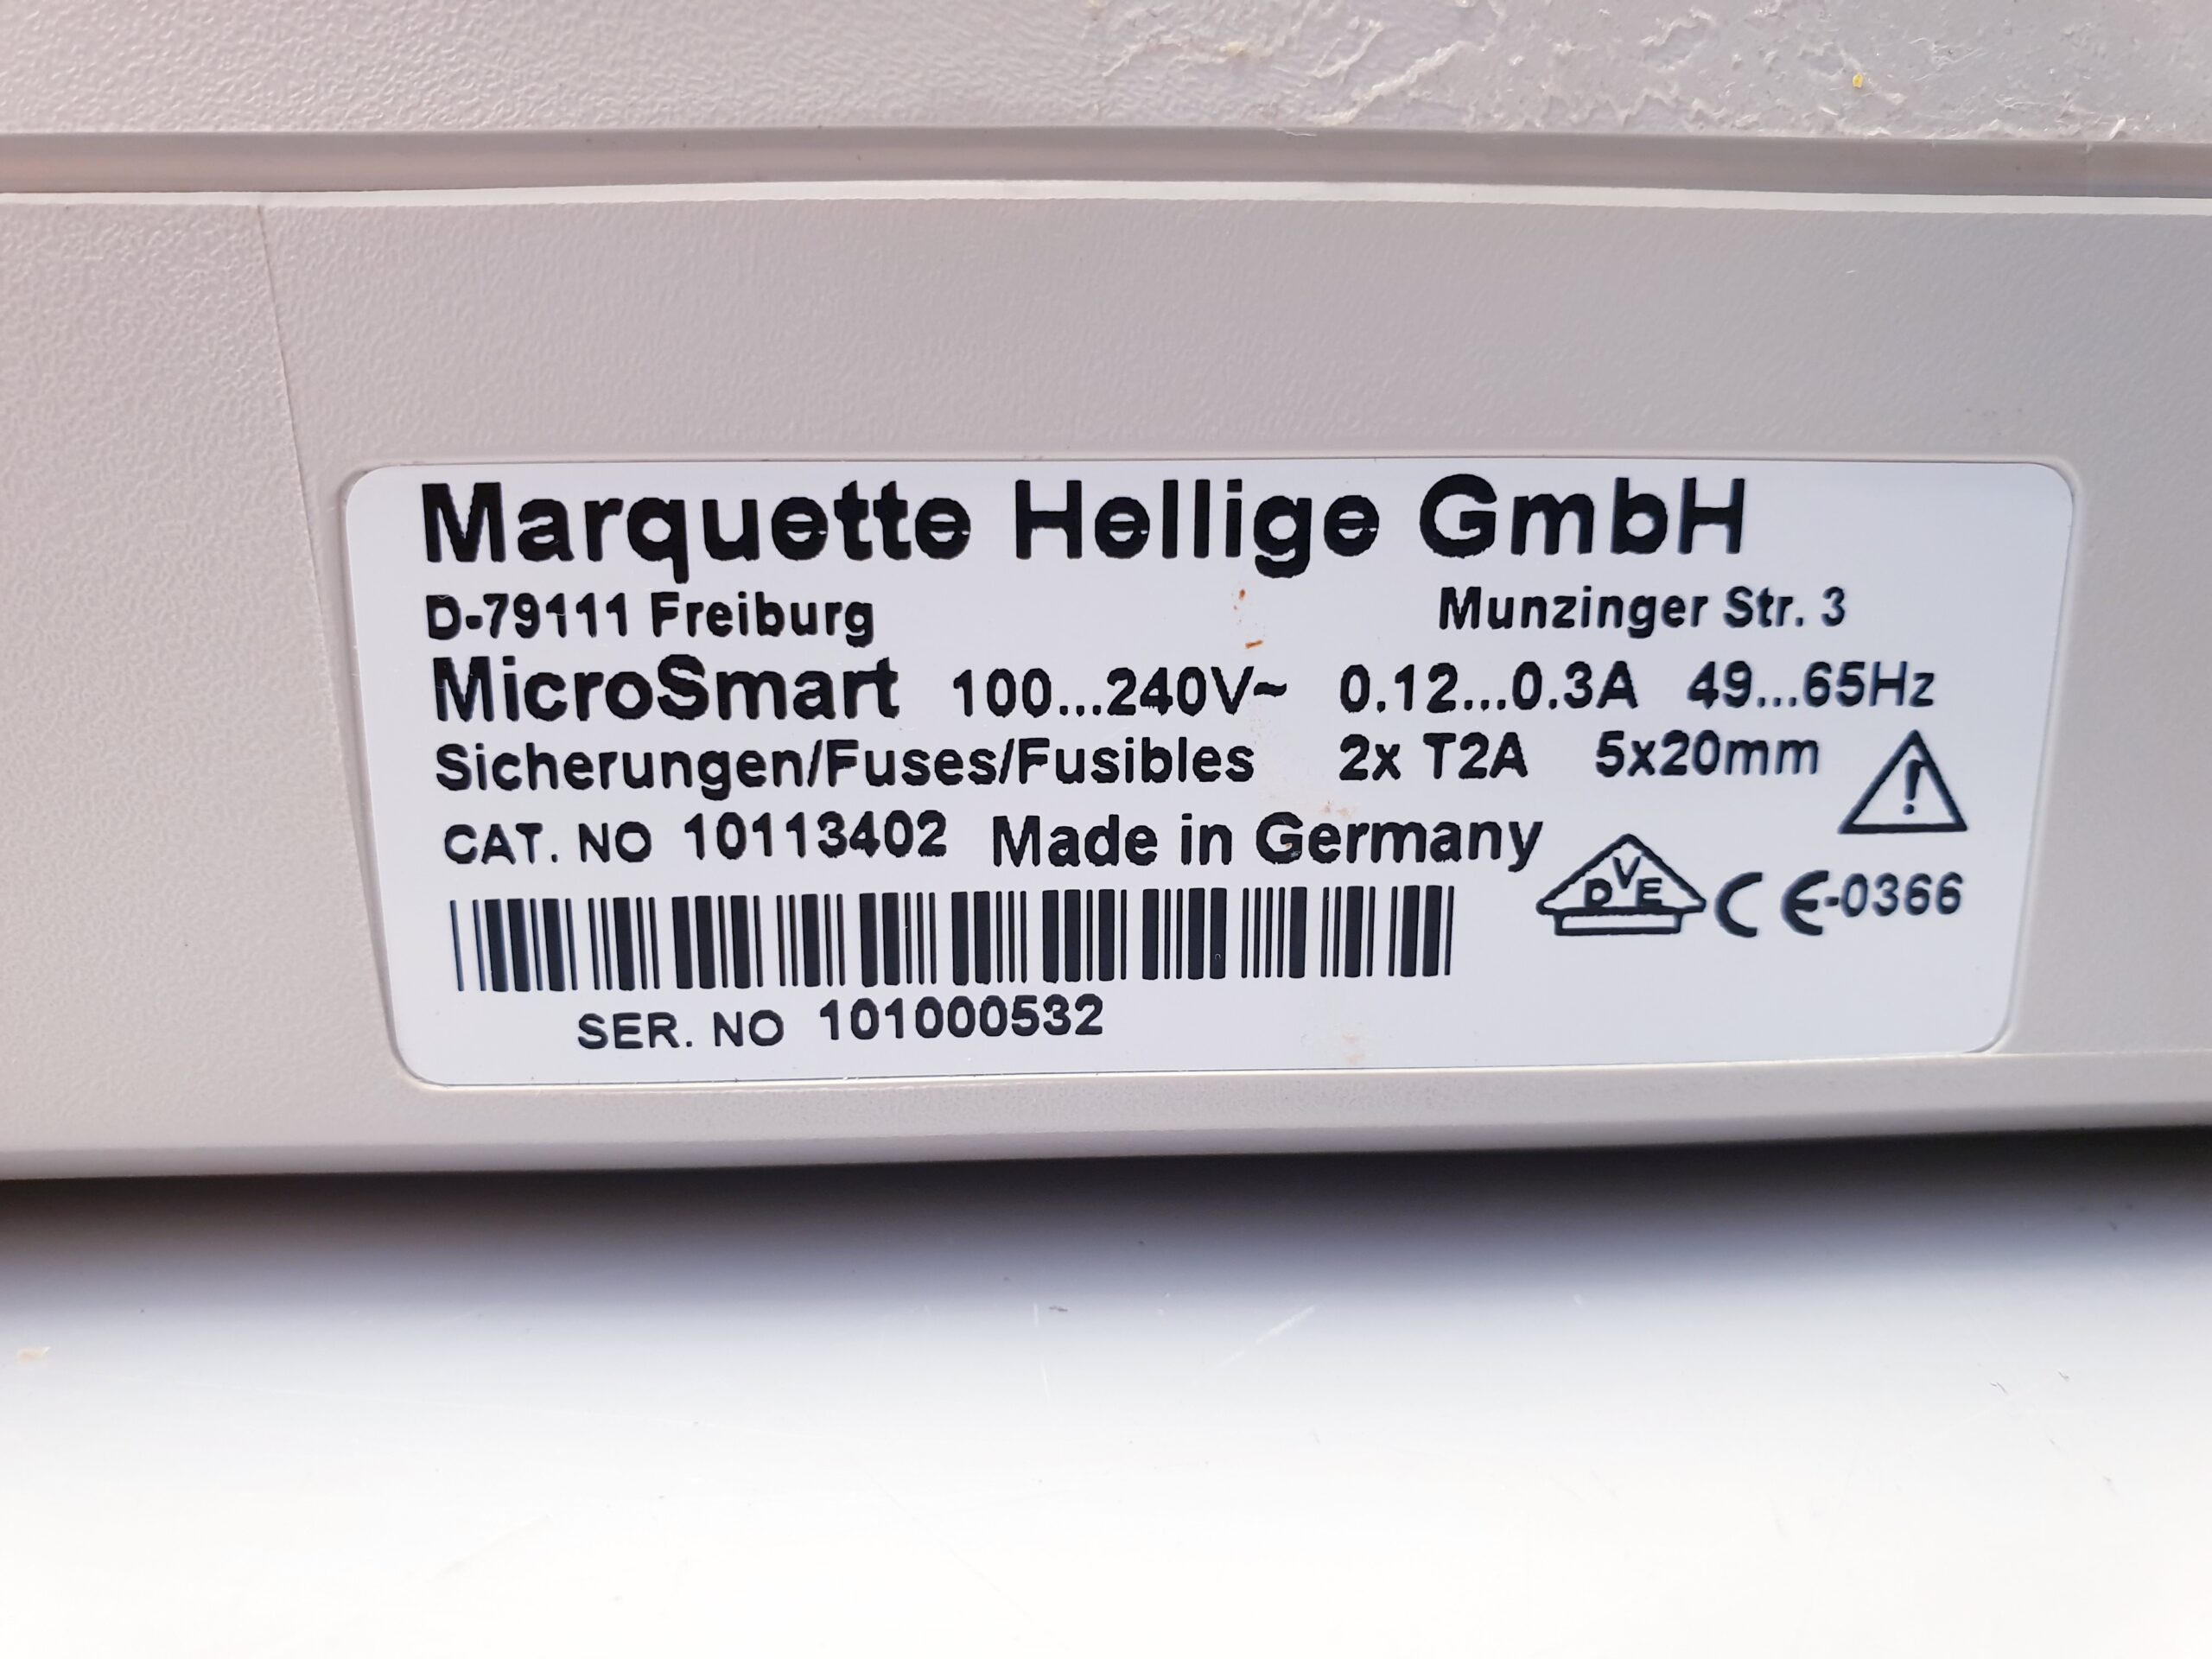 Marquette Hellige GmbH
D-79111 Freiburg Munzinger Str. 3
MicroSmart 100...240V~ 0.12...0.3A 49...65Hz
Sicherungen/Fuses/Fusibles 2x T2A 5x20mm
!
CAT. NO 10113402 Made in Germany
DVE CE-0366
SER. NO 101000532